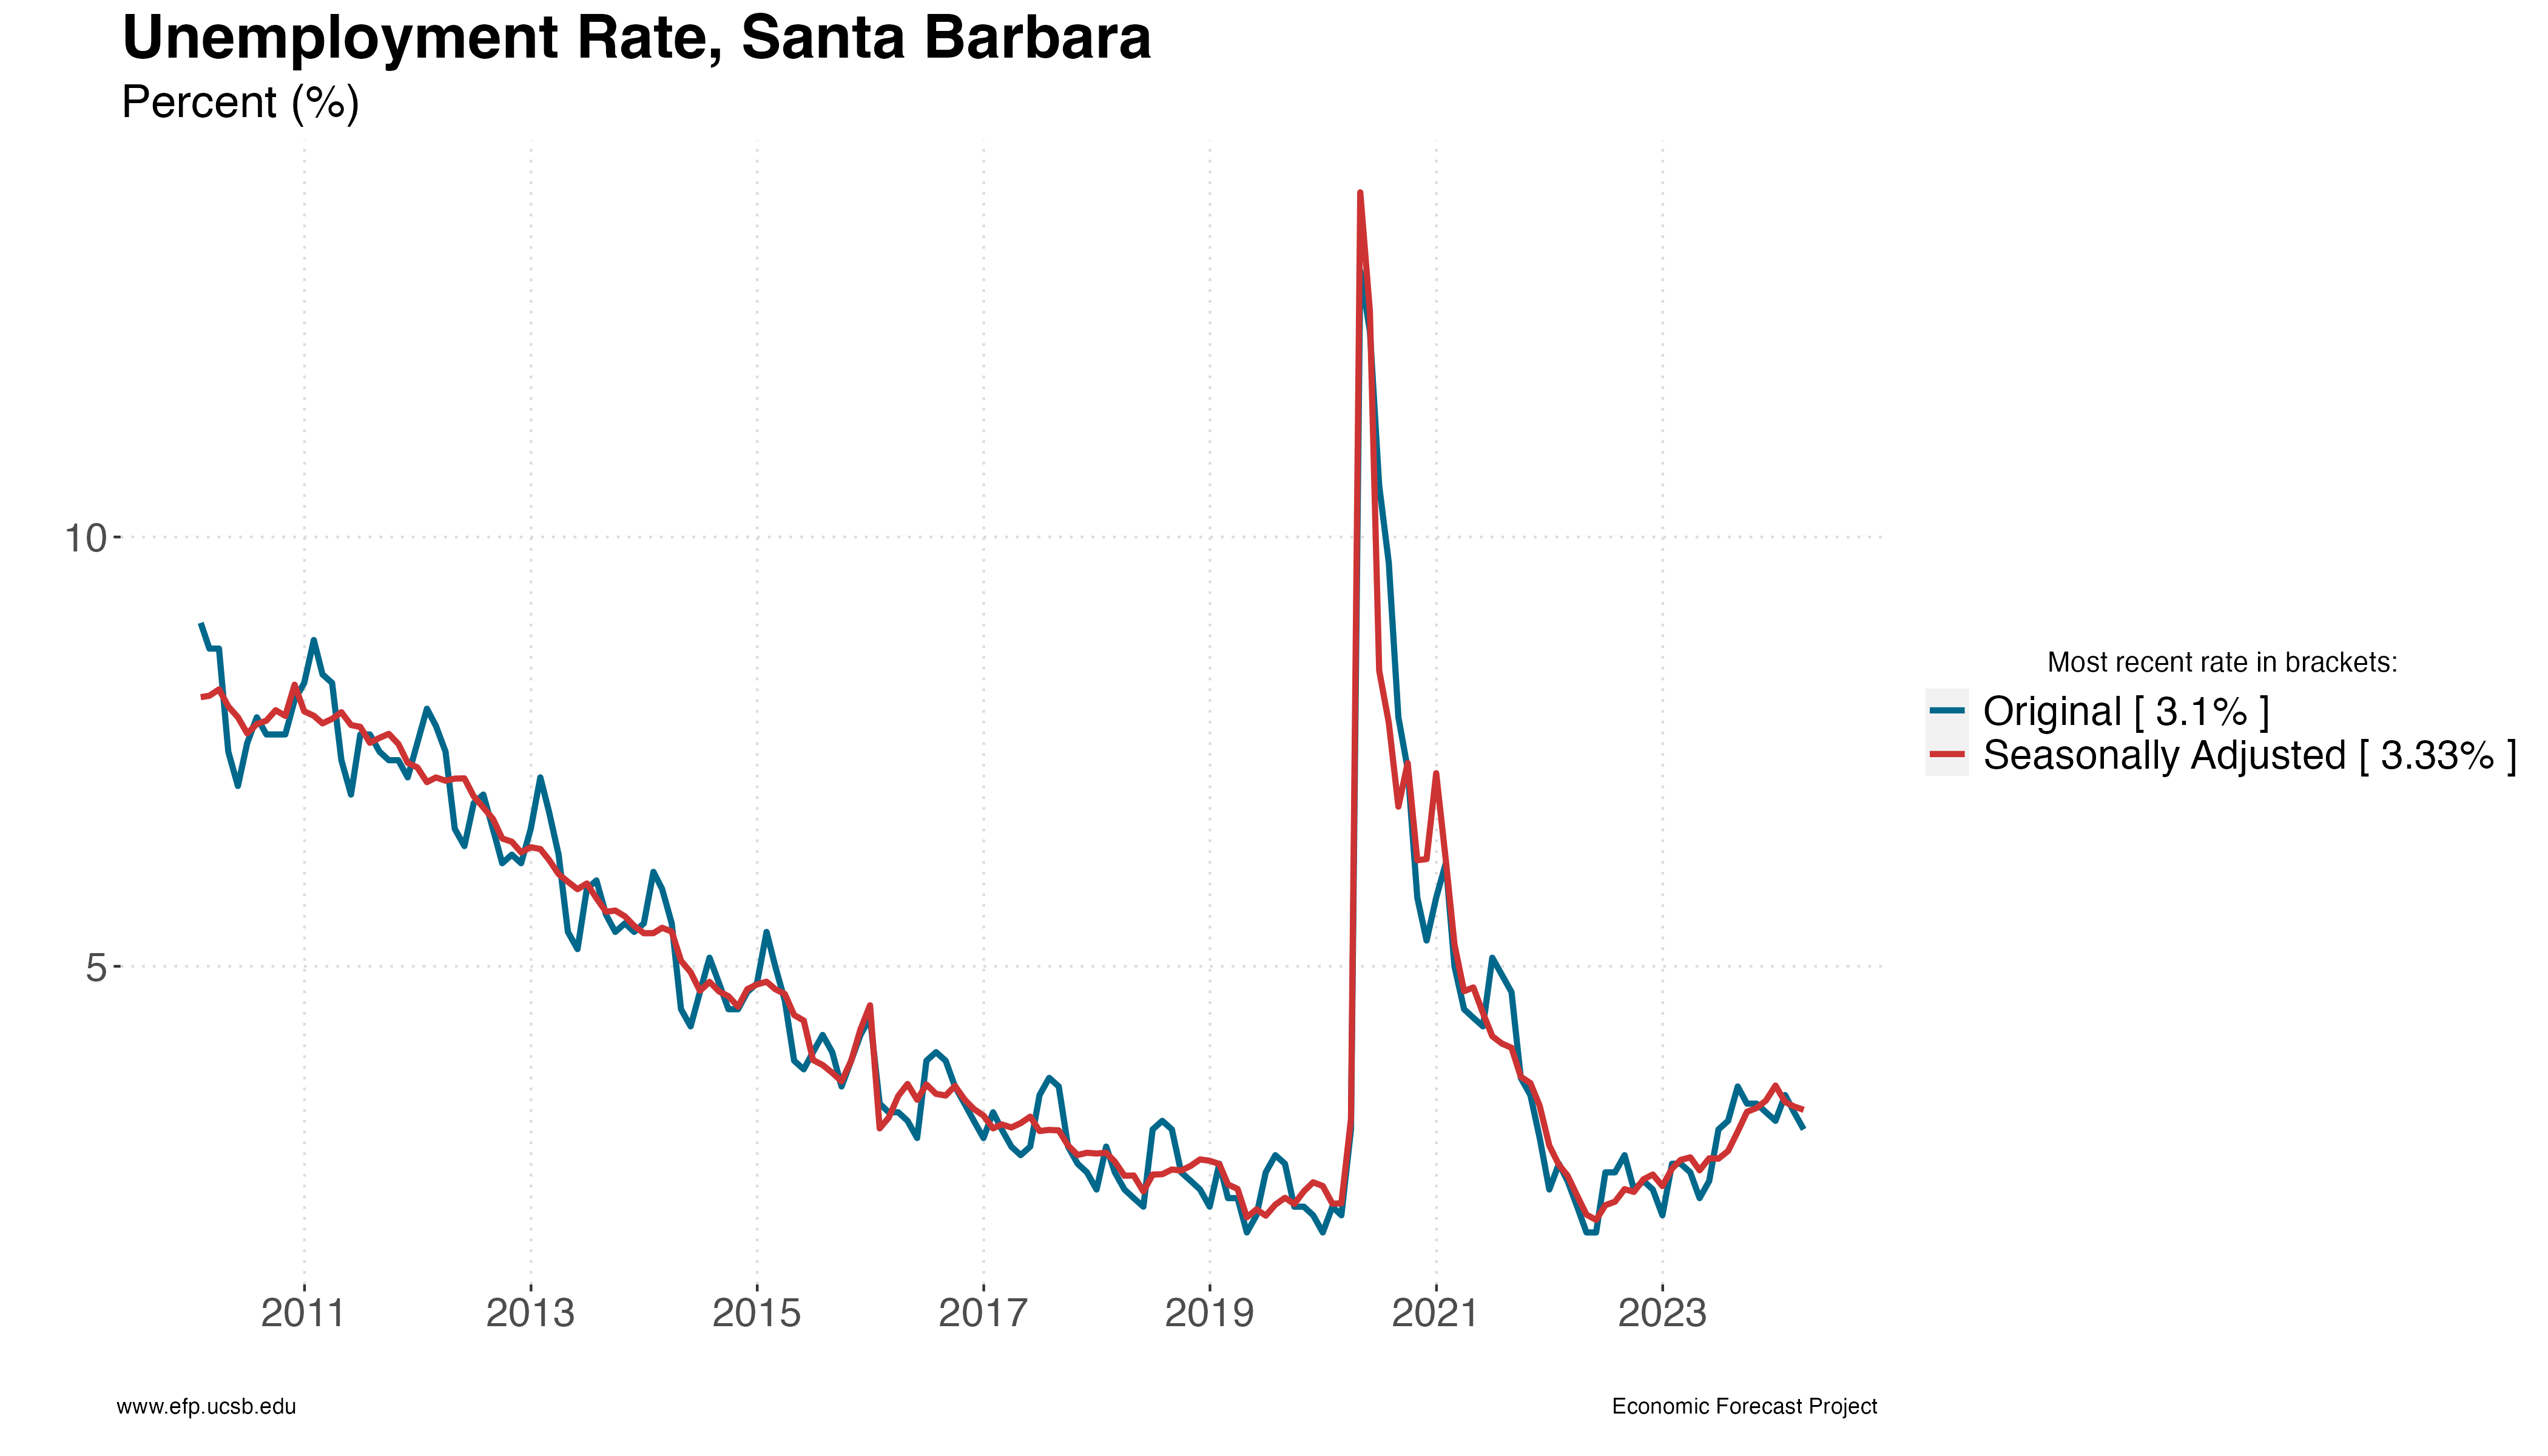 Unemployment Rate, Santa Barbara
Percent (%)
10
5
Most recent rate in brackets:
Original [ 3.1% ]
Seasonally Adjusted [ 3.33% ]
2011 2013 2015 2017 2019 2021 2023
www.efp.ucsb.edu Economic Forecast Project